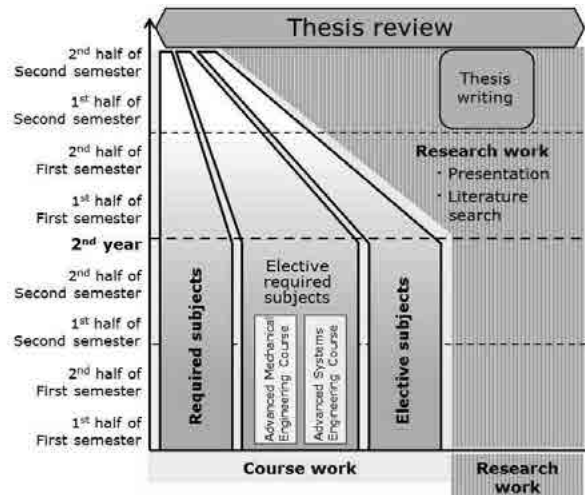 Thesis review
2nd half of
Second semester
1st half of
Second semester
2nd half of
First semester
1st half of
First semester
2nd year
2nd half of
Second semester
1st half of
Second semester
2nd half of
First semester
1st half of
First semester
Thesis
writing
Research work
· Presentation
· Literature
search
Required subjects
Elective
required
subjects
Advanced Mechanical
Engineering Course
Advanced Systems
Engineering Course
Elective subjects
Course work
Research
work